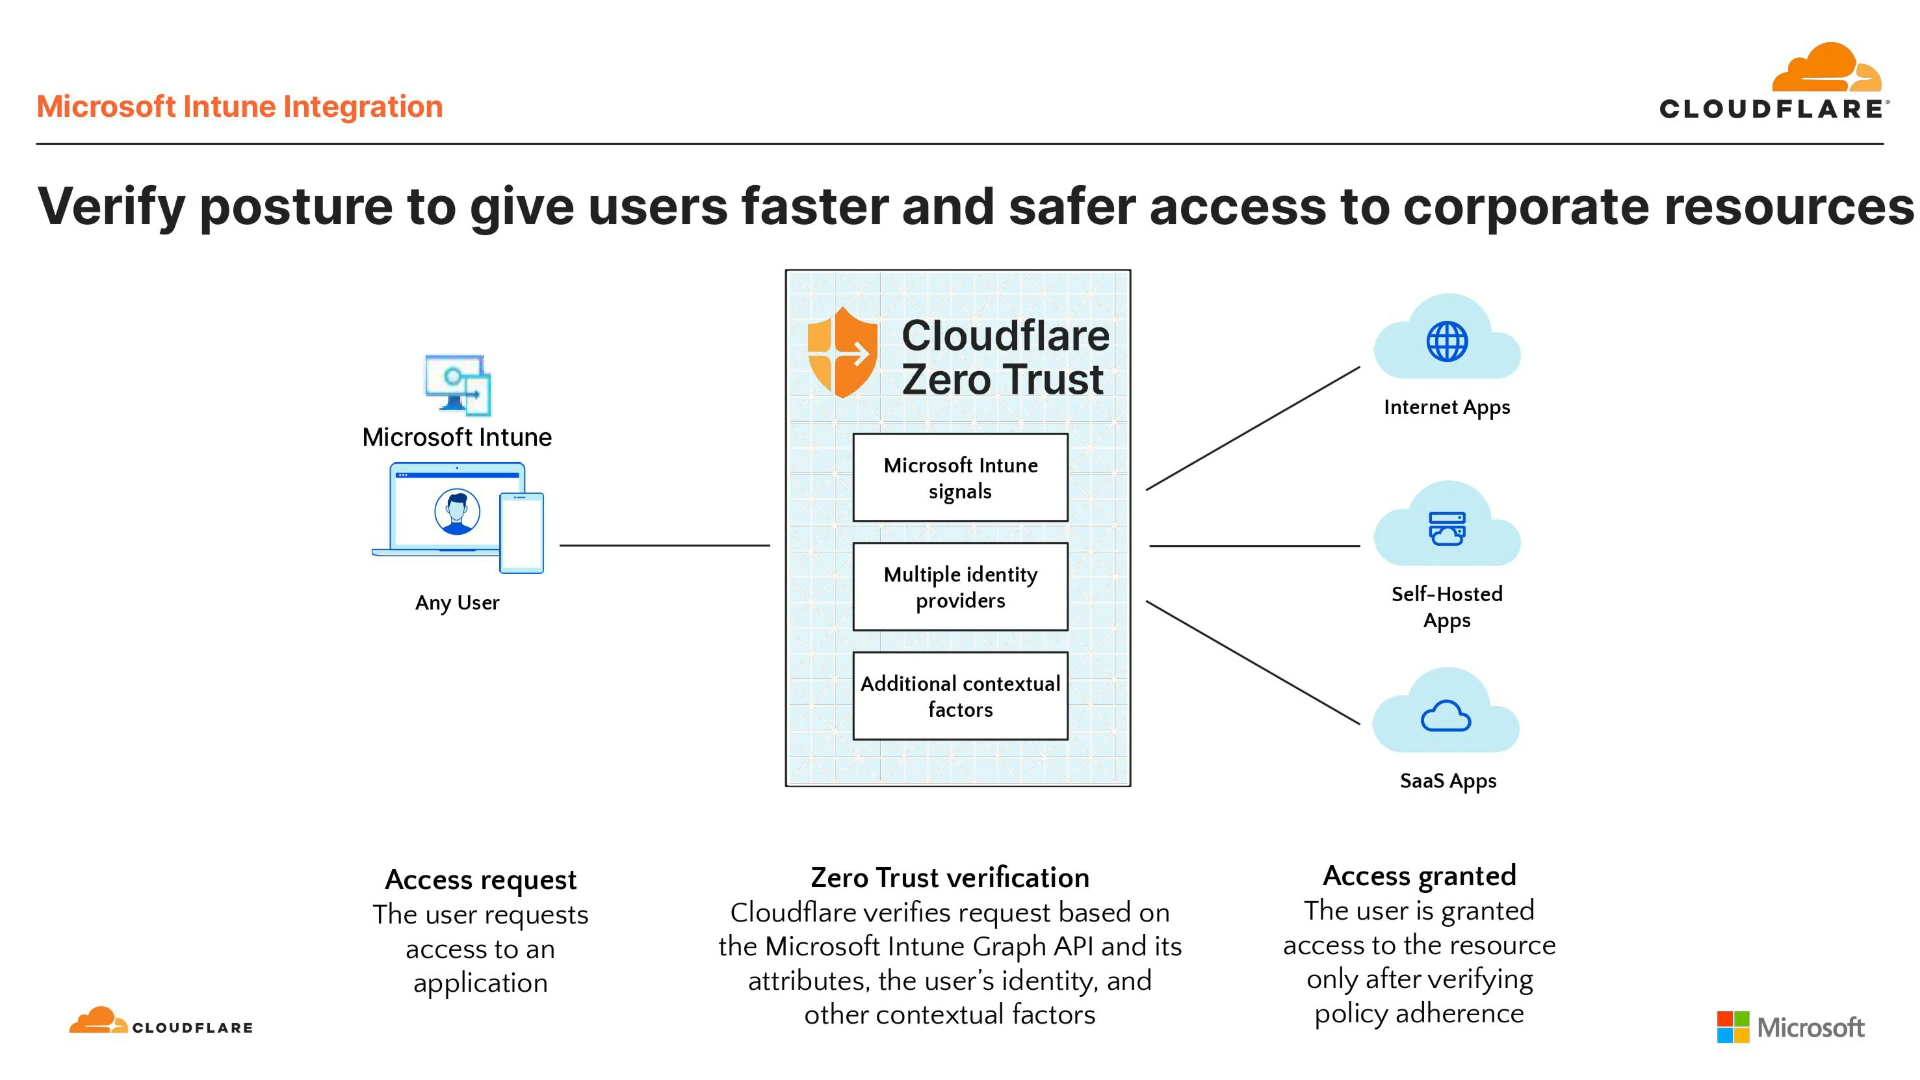 Microsoft Intune Integration
CLOUDFLARE
Verify posture to give users faster and safer access to corporate resources
Microsoft Intune
Any User
Cloudflare
Zero Trust
Microsoft Intune
signals
Multiple identity
providers
Additional contextual
factors
Internet Apps
Self-Hosted
Apps
SaaS Apps
Access request
The user requests
access to an
application
Zero Trust verification
Cloudflare verifies request based on
the Microsoft Intune Graph API and its
attributes, the user’s identity, and
other contextual factors
Access granted
The user is granted
access to the resource
only after verifying
policy adherence
CLOUDFLARE
Microsoft